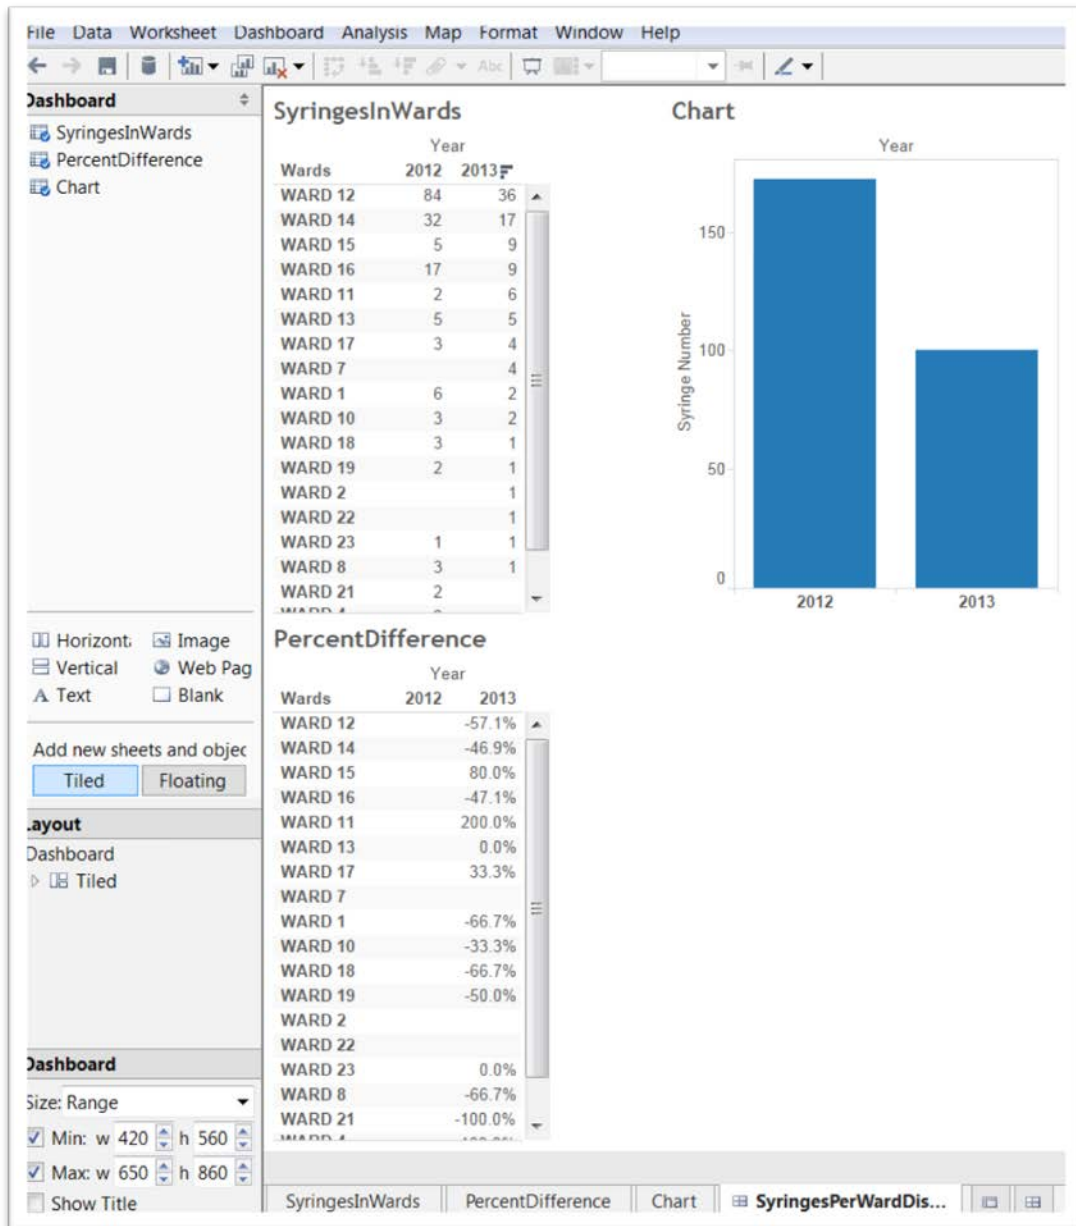 File Data Worksheet Dashboard Analysis Map Format Window Help
Abc
Dashboard
SyringesInWards
PercentDifference
Chart
Horizonta
Image
Vertical
Web Pag
Text
Blank
Add new sheets and objec
Tiled Floating
Layout
Dashboard
Tiled
Dashboard
Size: Range
Min: w 420 h 560
Max: w 650 h 860
Show Title
SyringesInWards
Year
Wards 2012 2013
WARD 12 84 36
WARD 14 32 17
WARD 15 5 9
WARD 16 17 9
WARD 11 2 6
WARD 13 5 5
WARD 17 3 4
WARD 7 4
WARD 1 6 2
WARD 10 3 2
WARD 18 3 1
WARD 19 2 1
WARD 2 1
WARD 22 1
WARD 23 1 1
WARD 8 3 1
WARD 21 2
PercentDifference
Year
Wards 2012 2013
WARD 12 -57.1%
WARD 14 -46.9%
WARD 15 80.0%
WARD 16 -47.1%
WARD 11 200.0%
WARD 13 0.0%
WARD 17 33.3%
WARD 7
WARD 1 -66.7%
WARD 10 -33.3%
WARD 18 -66.7%
WARD 19 -50.0%
WARD 2
WARD 22
WARD 23 0.0%
WARD 8 -66.7%
WARD 21 -100.0%
Chart
Year
Syringe Number
150
100
50
0
2012 2013
SyringesInWards PercentDifference Chart SyringesPerWardDis...